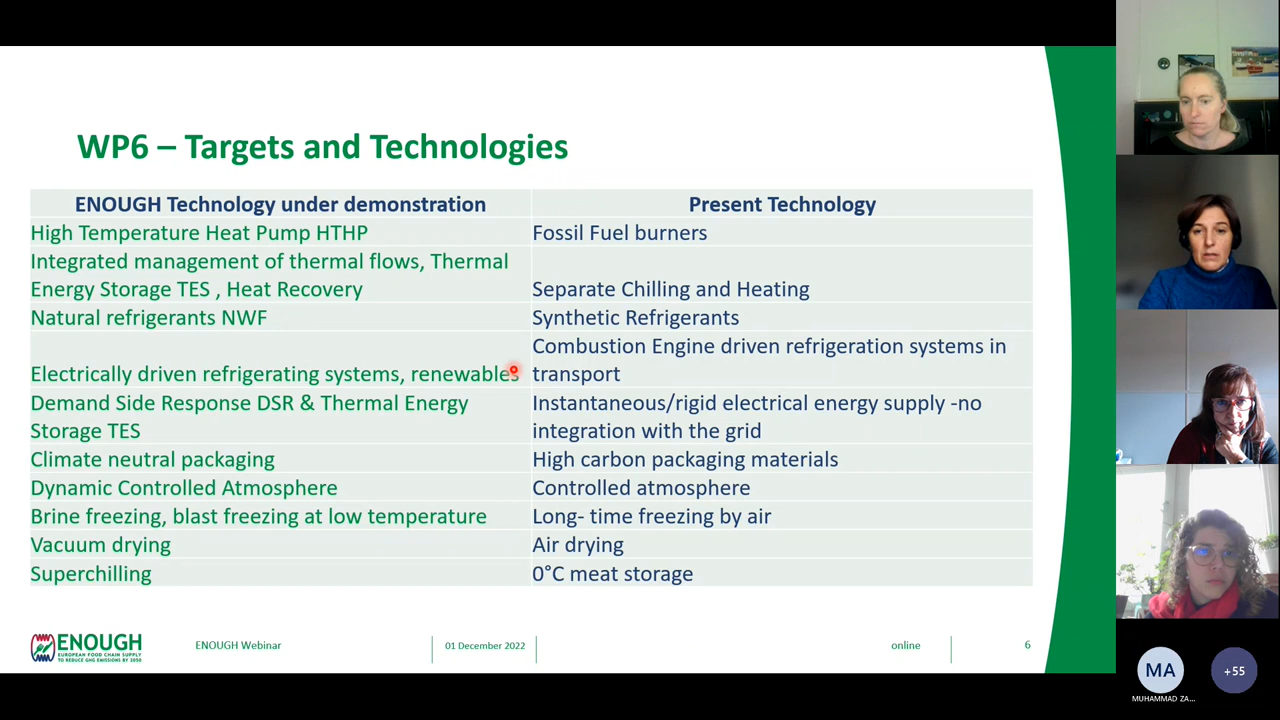 WP6 – Targets and Technologies
ENOUGH Technology under demonstration
Present Technology
High Temperature Heat Pump HTHP
Fossil Fuel burners
Integrated management of thermal flows, Thermal
Energy Storage TES , Heat Recovery
Separate Chilling and Heating
Natural refrigerants NWF
Synthetic Refrigerants
Electrically driven refrigerating systems, renewables
Combustion Engine driven refrigeration systems in
transport
Demand Side Response DSR & Thermal Energy
Storage TES
Instantaneous/rigid electrical energy supply -no
integration with the grid
Climate neutral packaging
High carbon packaging materials
Dynamic Controlled Atmosphere
Controlled atmosphere
Brine freezing, blast freezing at low temperature
Long- time freezing by air
Vacuum drying
Air drying
Superchilling
0°C meat storage
ENOUGH
EUROPEAN FOOD CHAIN SUPPLY
TO REDUCE GHG EMISSIONS BY 2050
ENOUGH Webinar
01 December 2022
online
6
MA
+55
MUHAMMAD ZA...